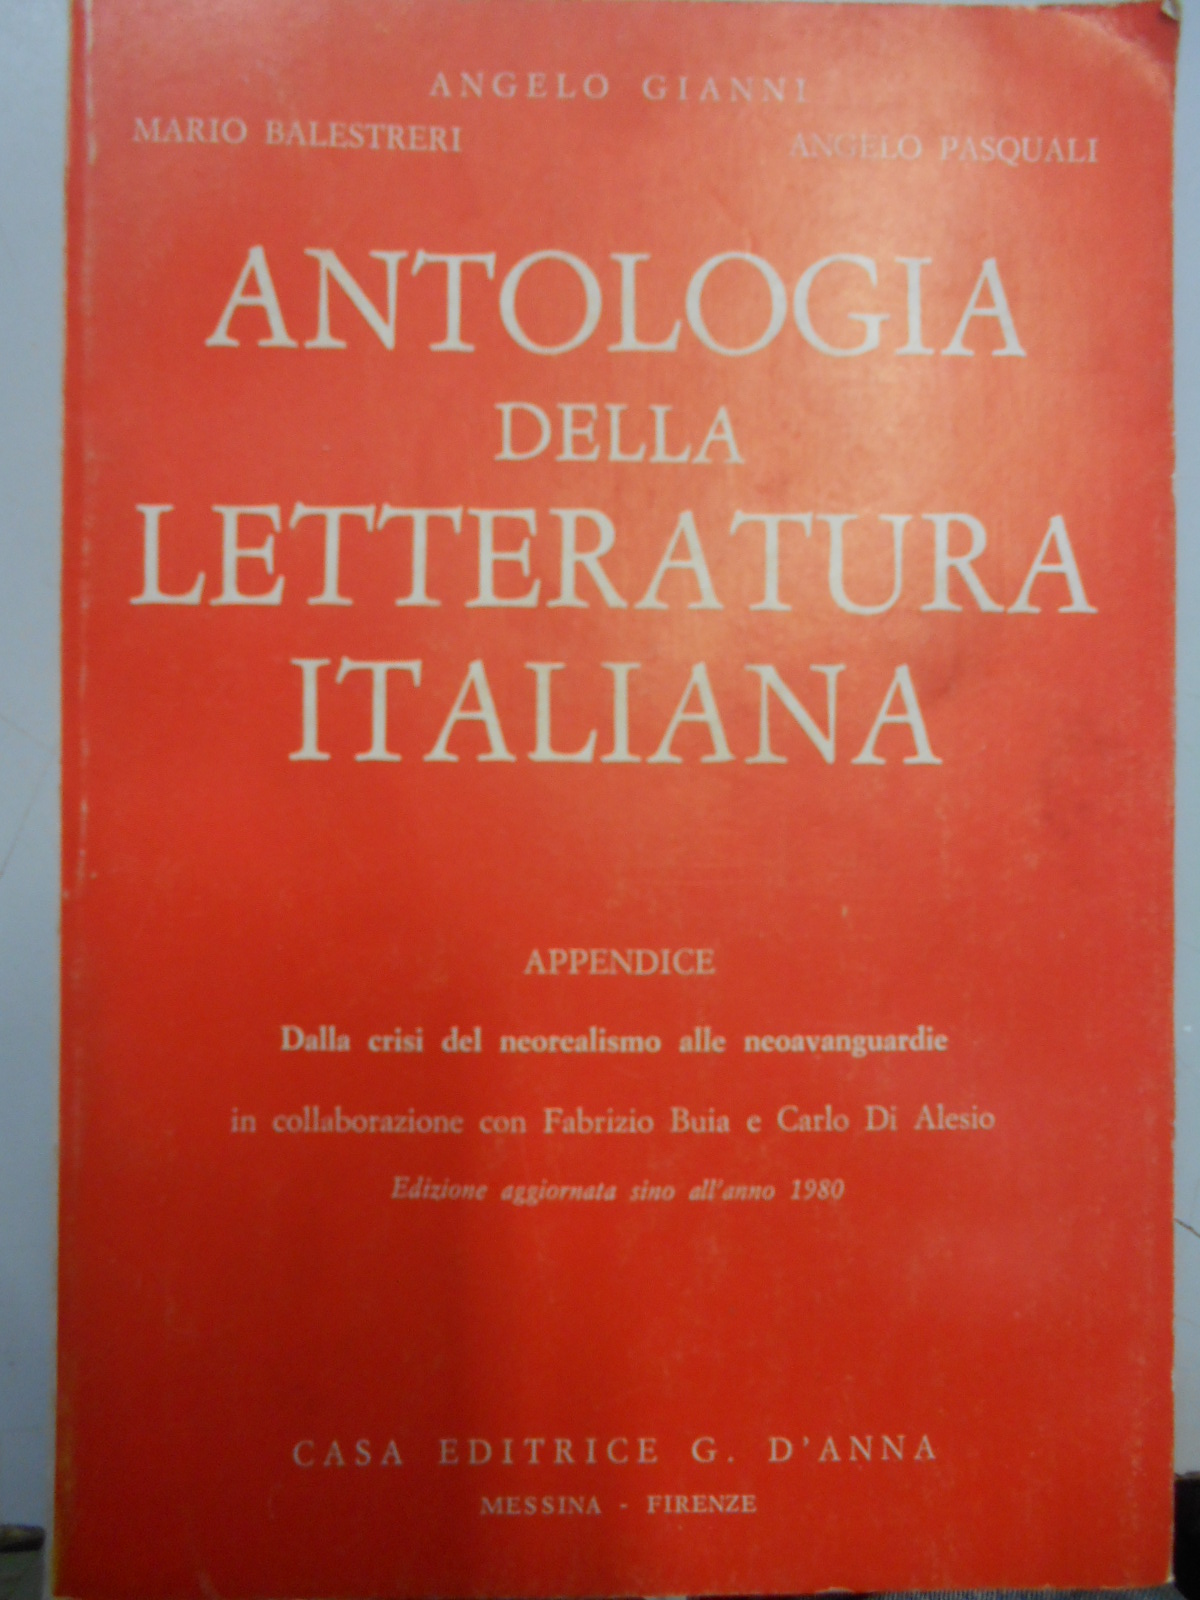 ANGELO GIANNI
MARIO BALESTRERI ANGELO PASQUALI
ANTOLOGIA
DELLA
LETTERATURA
ITALIANA
APPENDICE
Dalla crisi del neorealismo alle neoavanguardie
in collaborazione con Fabrizio Buia e Carlo Di Alesio
Edizione aggiornata sino all'anno 1980
CASA EDITRICE G. D'ANNA
MESSINA - FIRENZE